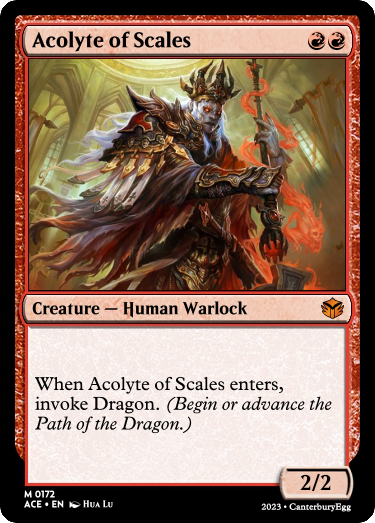 Acolyte of Scales
Creature — Human Warlock
When Acolyte of Scales enters,
invoke Dragon. (Begin or advance the
Path of the Dragon.)
2/2
M 0172
ACE • EN Hua Lu
2023 • CanterburyEgg